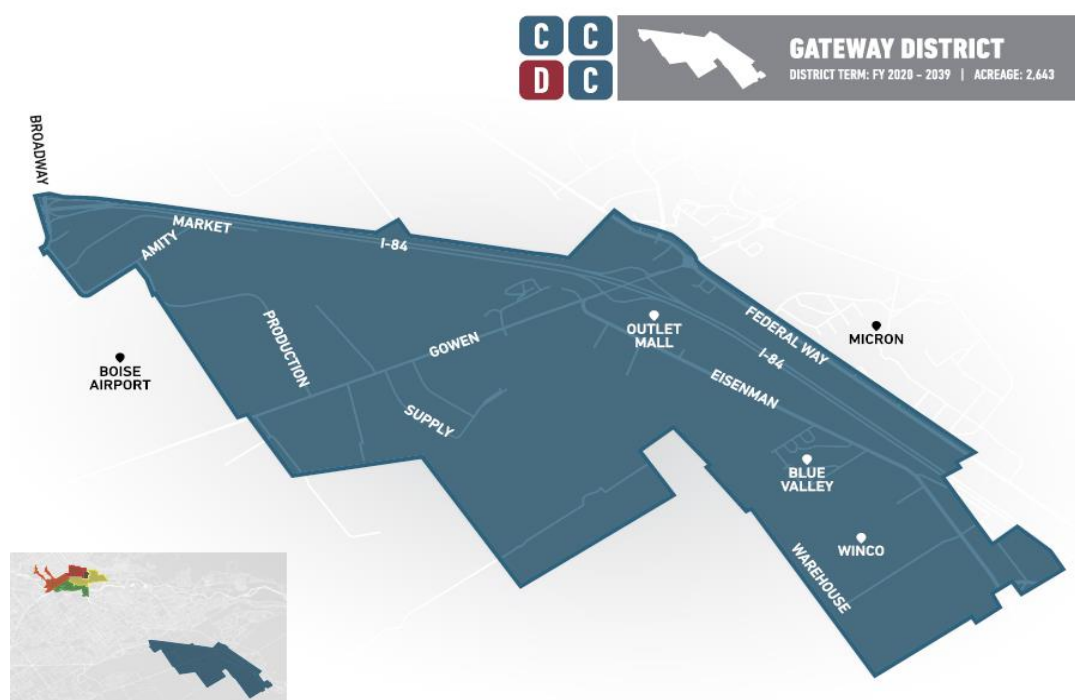 C C
D C
GATEWAY DISTRICT
DISTRICT TERM: FY 2020 - 2039 | ACREAGE: 2,643
BROADWAY
MARKET
AMITY
I-84
PRODUCTION
GOWEN
OUTLET
MALL
FEDERAL WAY
I-84
MICRON
BOISE
AIRPORT
EISENMAN
SUPPLY
BLUE
VALLEY
WINCO
WAREHOUSE